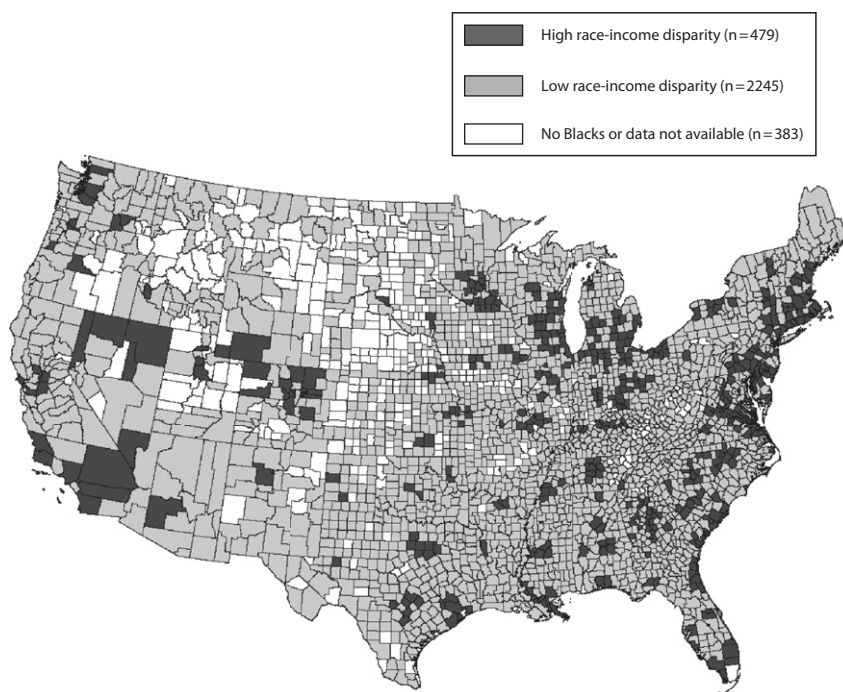 High race-income disparity (n=479)
Low race-income disparity (n=2245)
No Blacks or data not available (n=383)